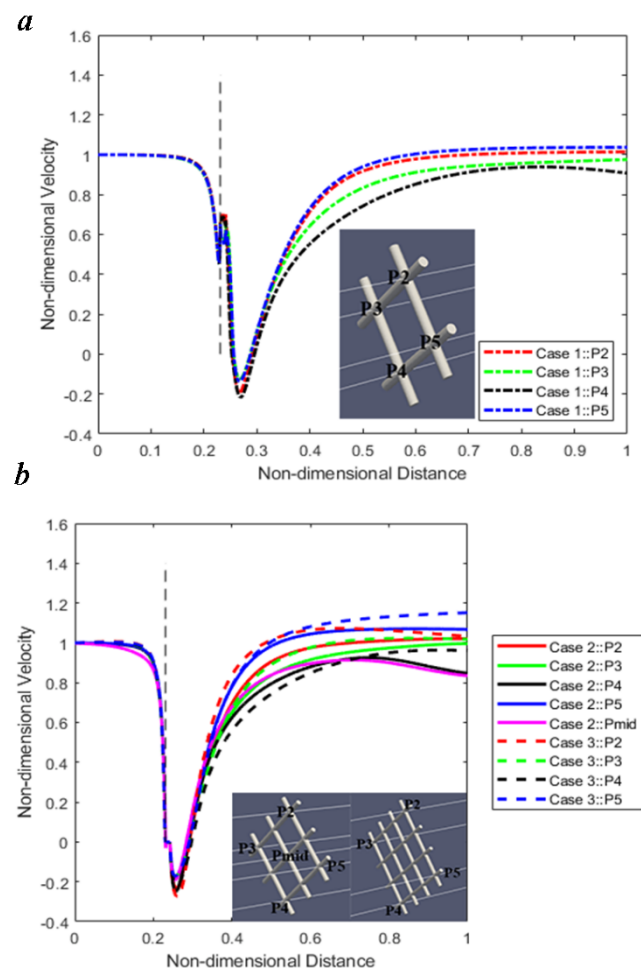 a
1.6
1.4
1.2
1
0.8
0.6
0.4
0.2
0
-0.2
-0.4
Non-dimensional Velocity
P2
P3
P5
P4
Case 1::P2
Case 1::P3
Case 1::P4
Case 1::P5
0 0.1 0.2 0.3 0.4 0.5 0.6 0.7 0.8 0.9 1
Non-dimensional Distance
b
1.6
1.4
1.2
1
0.8
0.6
0.4
0.2
0
-0.2
-0.4
Non-dimensional Velocity
P2
P3
Pmid
P5
P4
P2
P3
P5
P4
0 0.2 0.4 0.6 0.8 1
Non-dimensional Distance
Case 2::P2
Case 2::P3
Case 2::P4
Case 2::P5
Case 2::Pmid
Case 3::P2
Case 3::P3
Case 3::P4
Case 3::P5